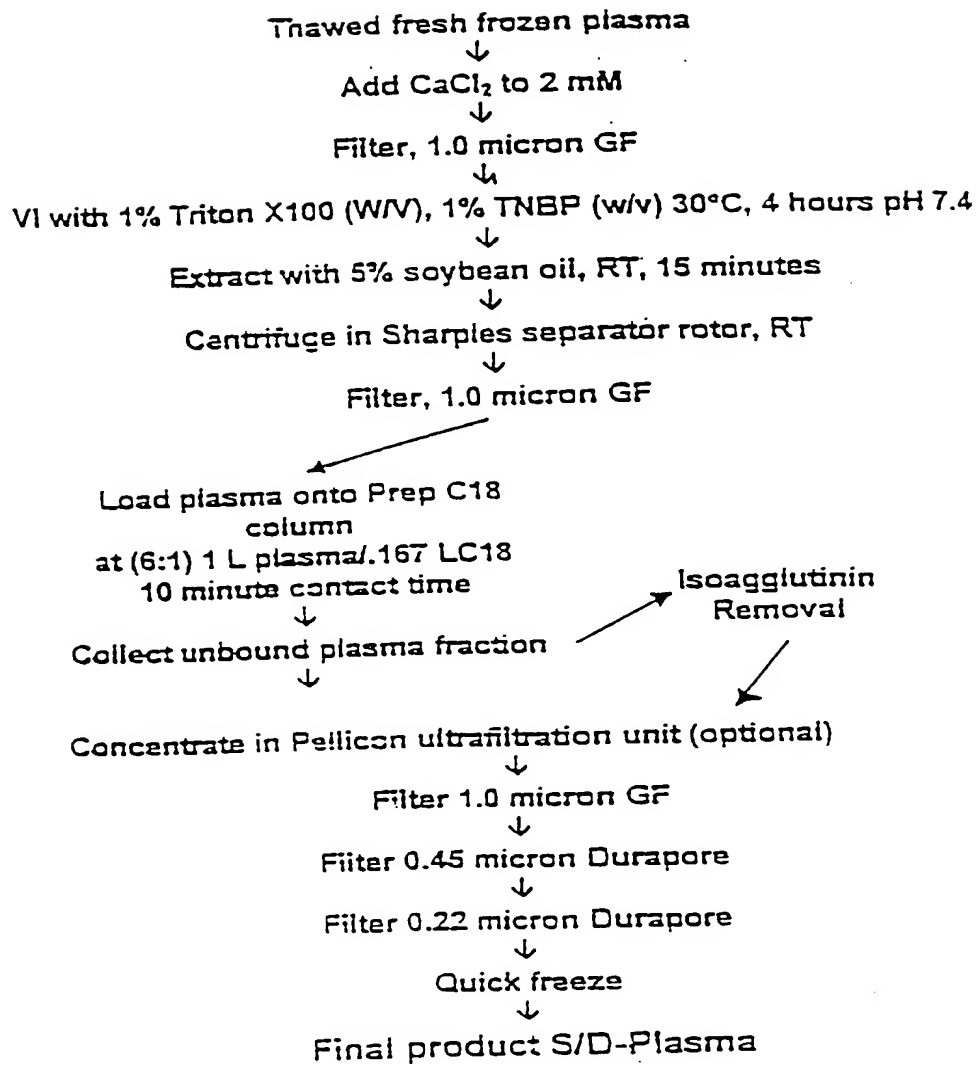 Thawed fresh frozen plasma
Add CaCl₂ to 2 mM
Filter, 1.0 micron GF
VI with 1% Triton X100 (W/V), 1% TNBP (w/v) 30°C, 4 hours pH 7.4
Extract with 5% soybean oil, RT, 15 minutes
Centrifuge in Sharples separator rotor, RT
Filter, 1.0 micron GF
Load plasma onto Prep C18
column
at (6:1) 1 L plasma/.167 LC18
10 minute contact time
Isoagglutinin
Removal
Collect unbound plasma fraction
Concentrate in Pellicon ultrafiltration unit (optional)
Filter 1.0 micron GF
Filter 0.45 micron Durapore
Filter 0.22 micron Durapore
Quick freeze
Final product S/D-Plasma